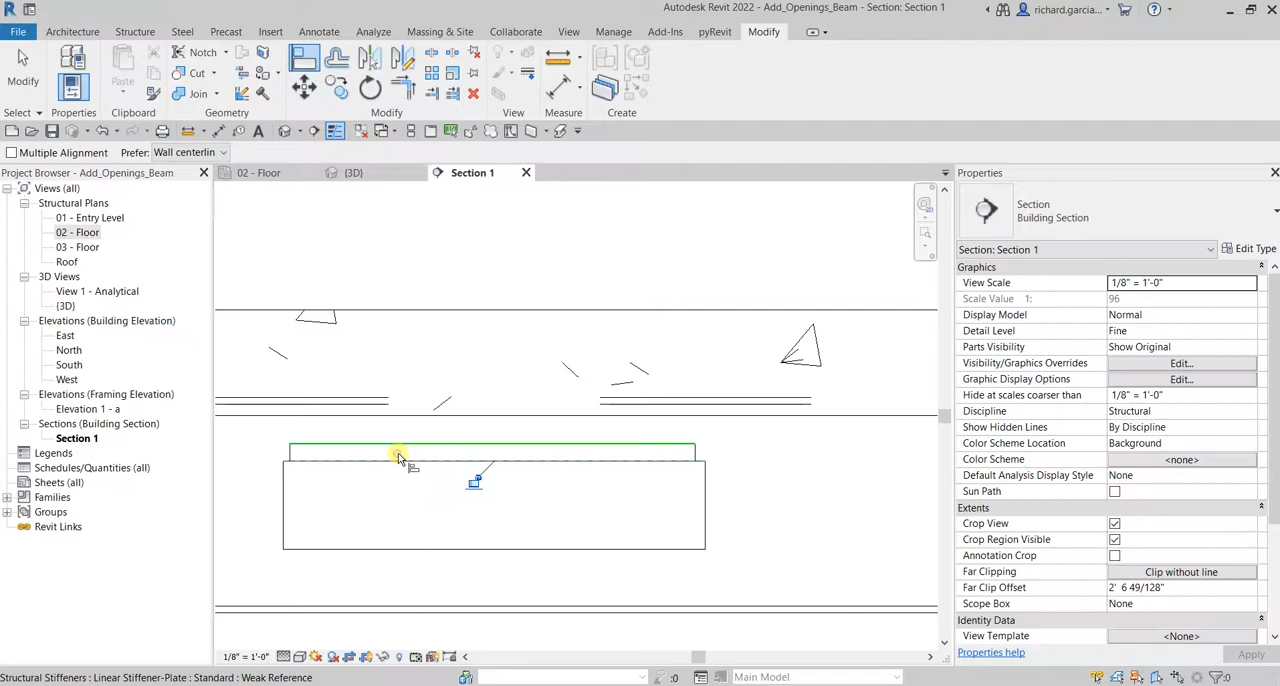 Autodesk Revit 2022 - Add_Openings_Beam - Section: Section 1
richard.garcia...
File Architecture Structure Steel Precast Insert Annotate Analyze Massing & Site Collaborate View Manage Add-Ins pyRevit Modify
Modify
Paste
Notch
Cut
Join
Select Properties Clipboard Geometry Modify View Measure Create
Multiple Alignment Prefer: Wall centerlin
Project Browser - Add_Openings_Beam
02 - Floor {3D} Section 1
Views (all)
Structural Plans
01 - Entry Level
02 - Floor
03 - Floor
Roof
3D Views
View 1 - Analytical
{3D}
Elevations (Building Elevation)
East
North
South
West
Elevations (Framing Elevation)
Elevation 1 - a
Sections (Building Section)
Section 1
Legends
Schedules/Quantities (all)
Sheets (all)
Families
Groups
Revit Links
Properties
Section
Building Section
Section: Section 1 Edit Type
Graphics
View Scale 1/8" = 1'-0"
Scale Value 1: 96
Display Model Normal
Detail Level Fine
Parts Visibility Show Original
Visibility/Graphics Overrides Edit...
Graphic Display Options Edit...
Hide at scales coarser than 1/8" = 1'-0"
Discipline Structural
Show Hidden Lines By Discipline
Color Scheme Location Background
Color Scheme <none>
Default Analysis Display Style None
Sun Path
Extents
Crop View
Crop Region Visible
Annotation Crop
Far Clipping Clip without line
Far Clip Offset 2' 6 49/128"
Scope Box None
Identity Data
View Template <None>
Properties help Apply
1/8" = 1'-0"
Structural Stiffeners : Linear Stiffener-Plate : Standard : Weak Reference
:0 Main Model :0